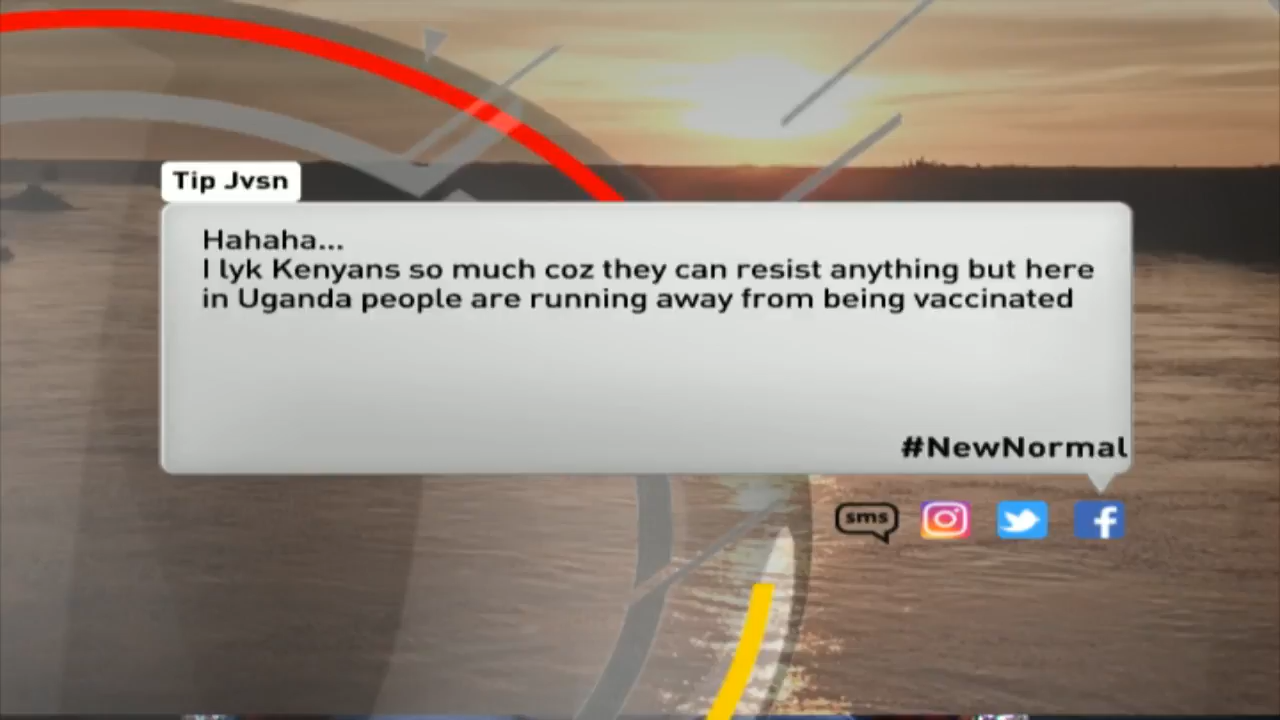 Tip Jvsn
Hahaha...
I lyk Kenyans so much coz they can resist anything but here
in Uganda people are running away from being vaccinated
#NewNormal
sms